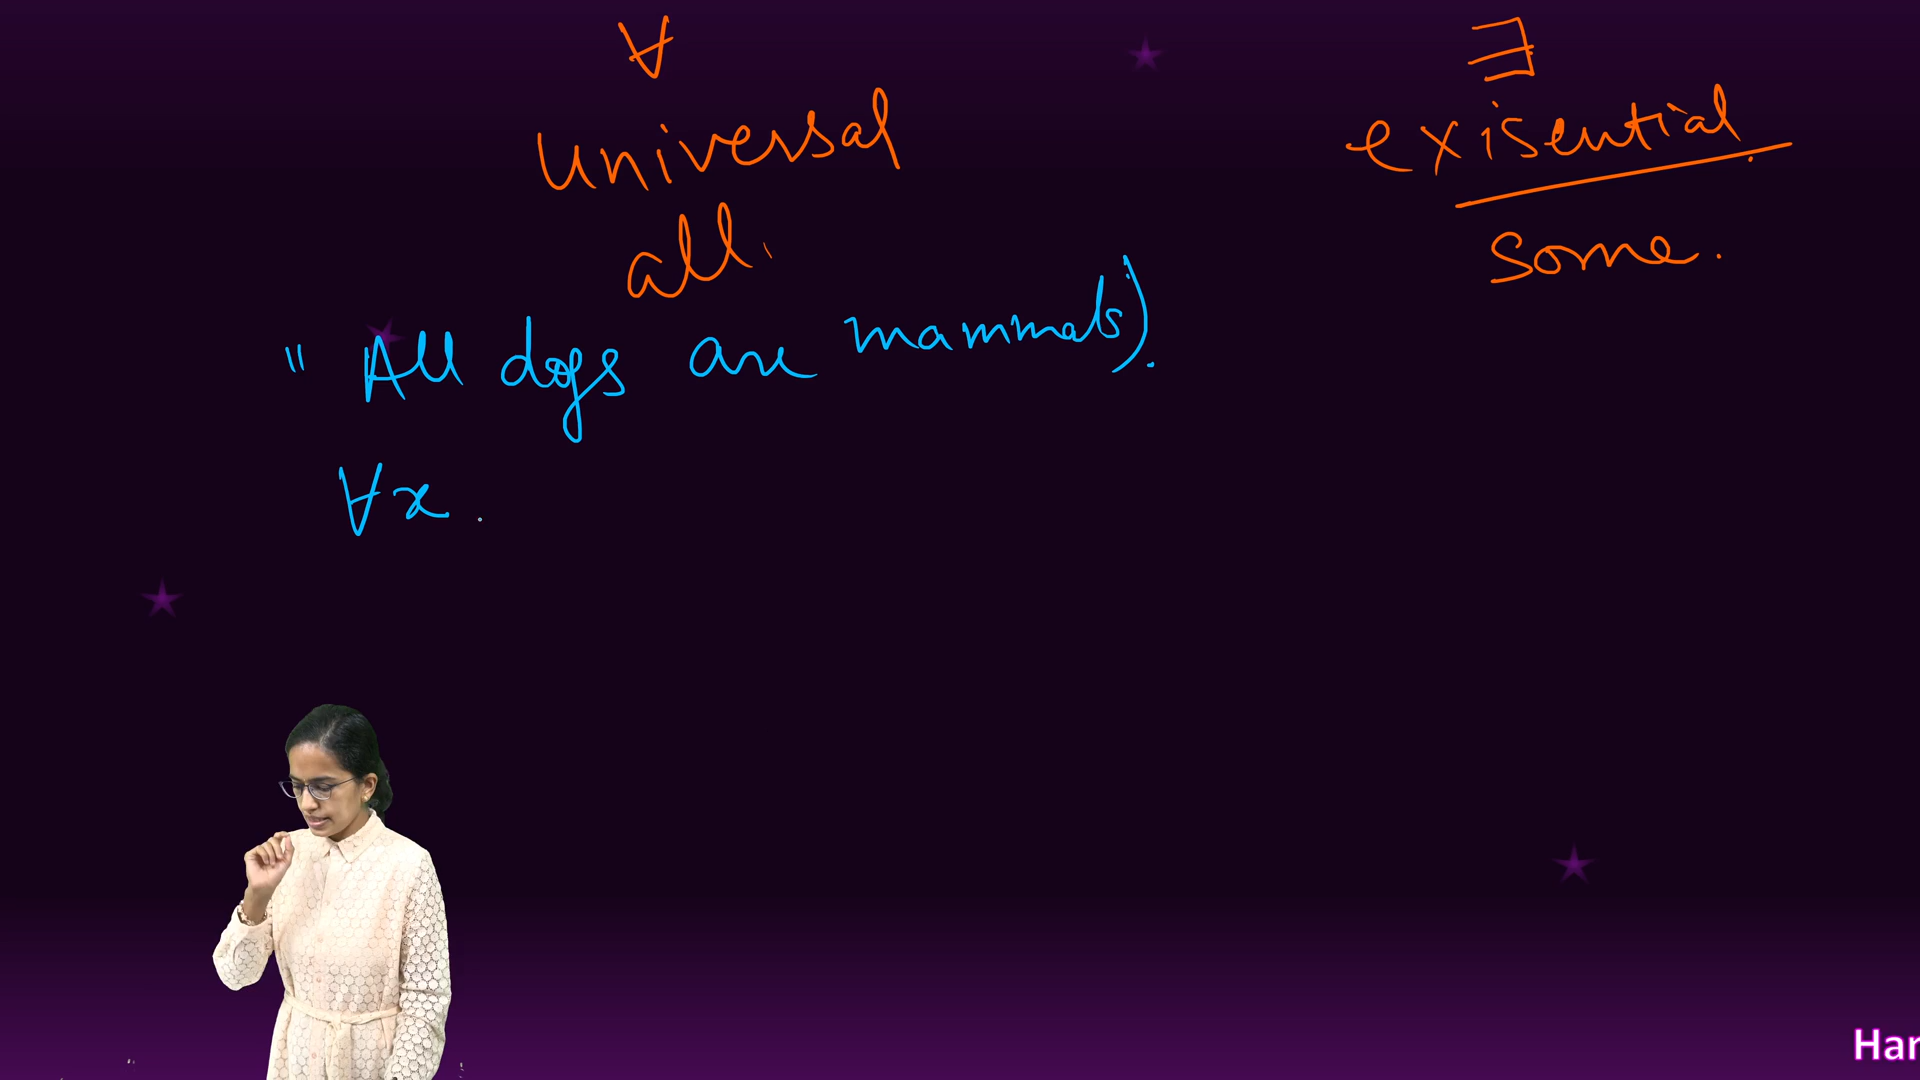 ∀
universal
all.
∃
exisential
some.
" All dogs are mammals).
∀x.
Har